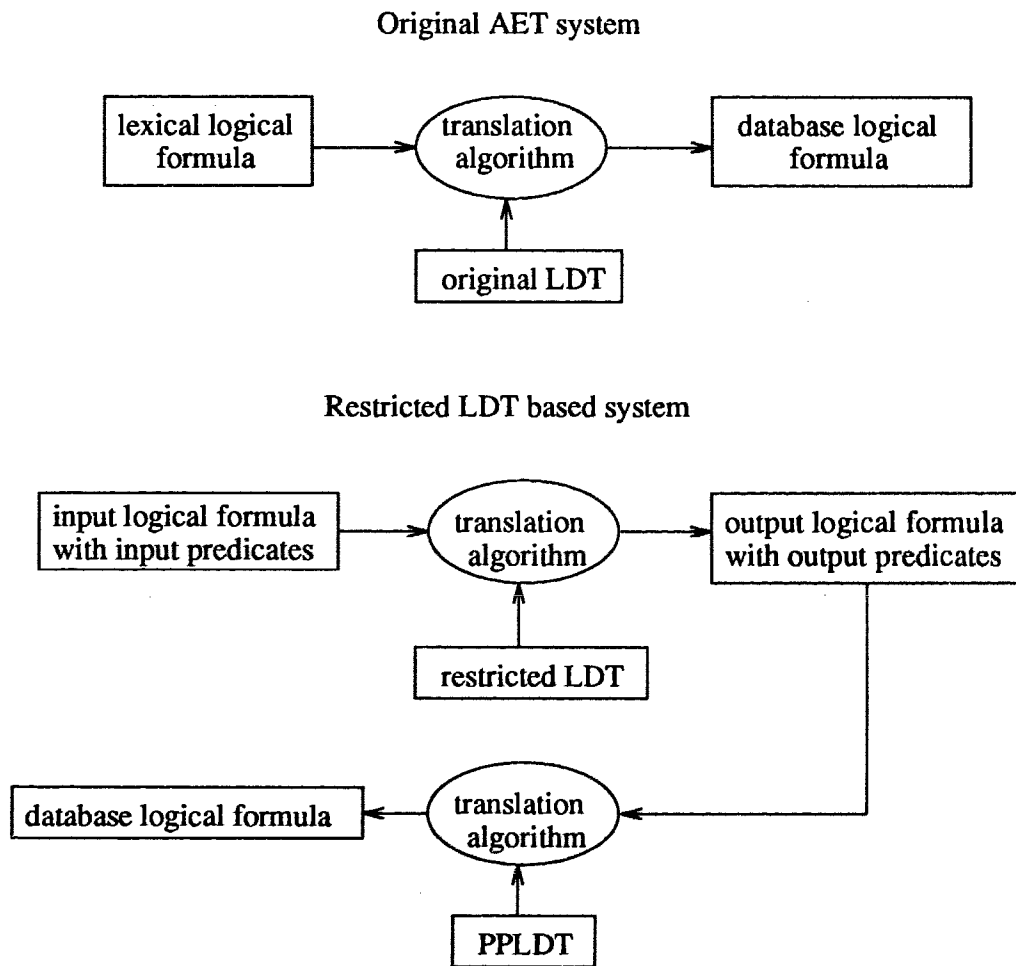 Original AET system
lexical logical
formula
translation
algorithm
database logical
formula
original LDT
Restricted LDT based system
input logical formula
with input predicates
translation
algorithm
output logical formula
with output predicates
restricted LDT
database logical formula
translation
algorithm
PPLDT